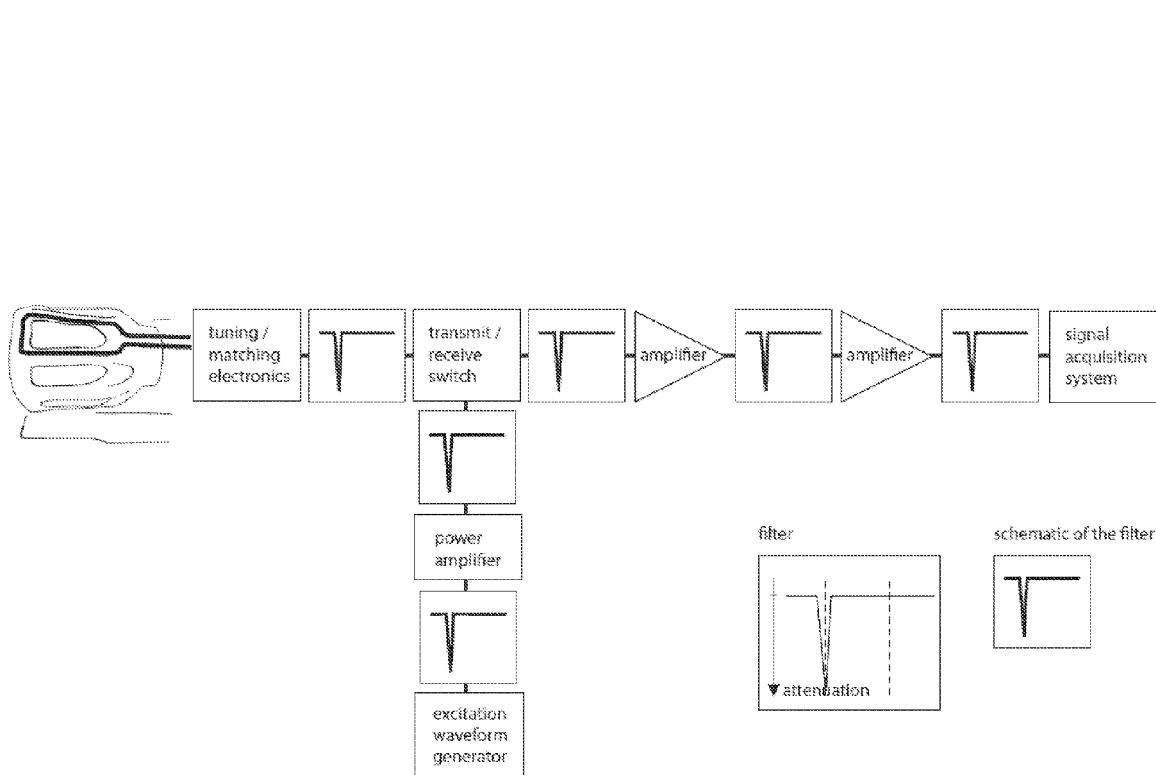 tuning /
matching
electronics
transmit /
receive
switch
amplifier
amplifier
signal
acquisition
system
power
amplifier
excitation
waveform
generator
filter
attenuation
schematic of the filter